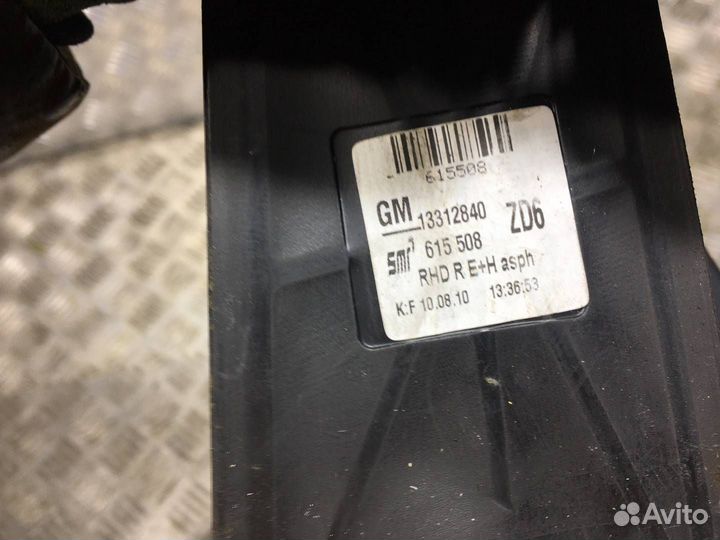 615508
GM 13312840 ZD6
smr 615 508
RHD R E+H asph
K:F 10.08.10 13:36:53
Avito